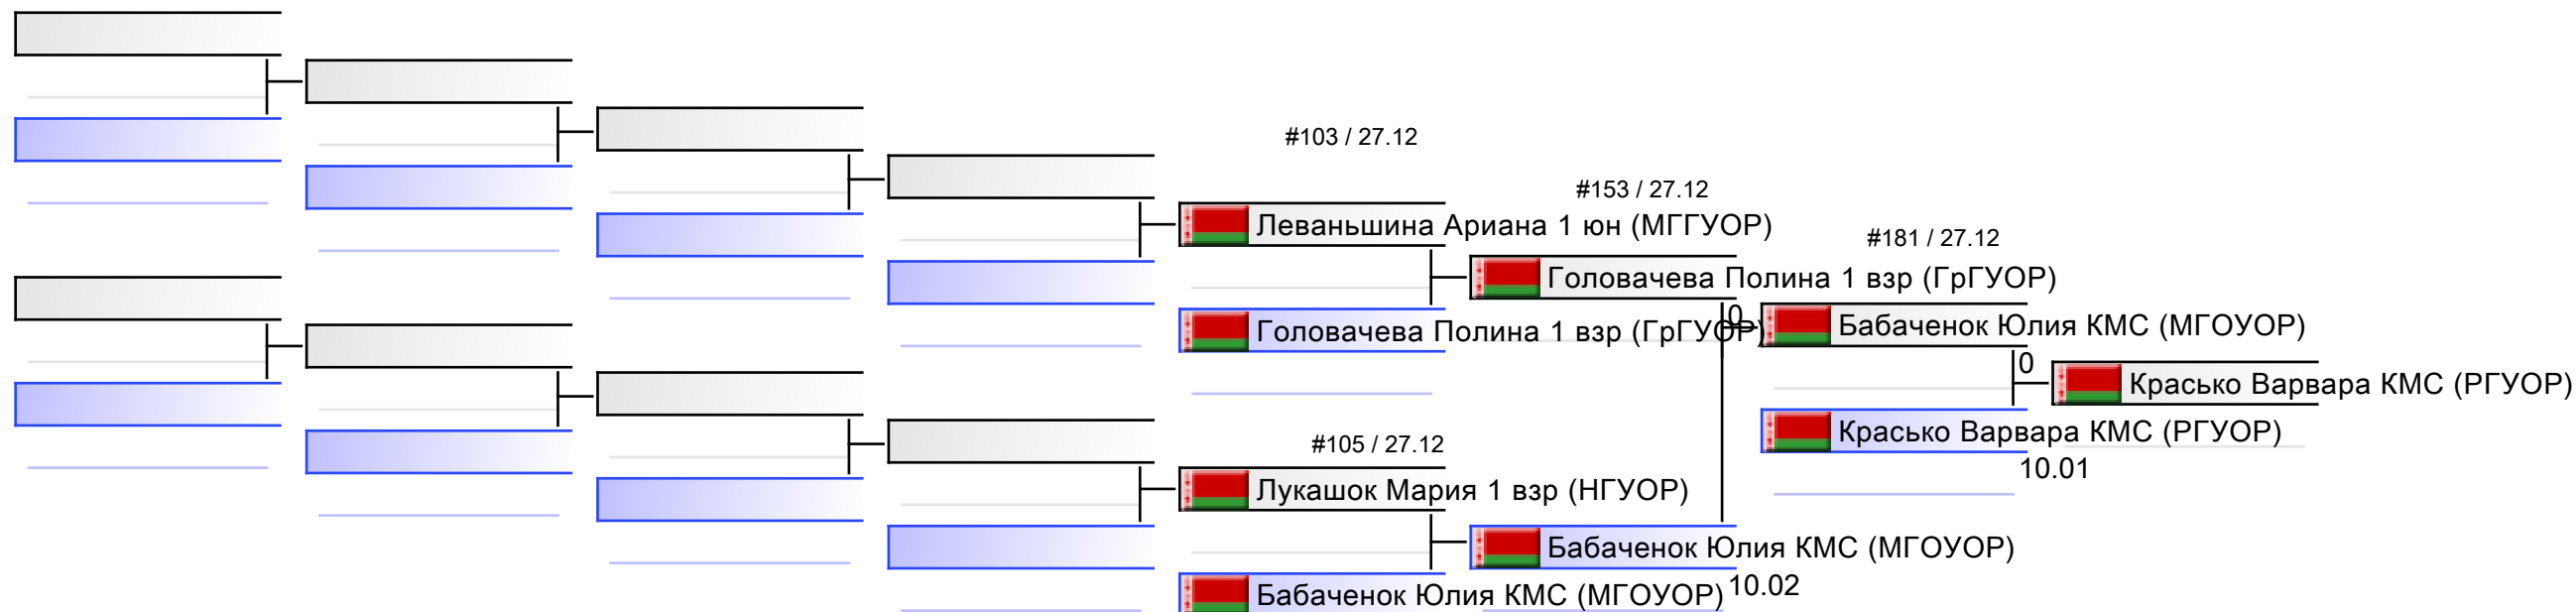 #103 / 27.12
#153 / 27.12
Леваньшина Ариана 1 юн (МГГУОР)
#181 / 27.12
Головачева Полина 1 взр (ГрГУОР)
0
Бабаченок Юлия КМС (МГОУОР)
Головачева Полина 1 взр (ГрГУОР)
0
Красько Варвара КМС (РГУОР)
Красько Варвара КМС (РГУОР)
#105 / 27.12
10.01
Лукашок Мария 1 взр (НГУОР)
Бабаченок Юлия КМС (МГОУОР)
10.02
Бабаченок Юлия КМС (МГОУОР)